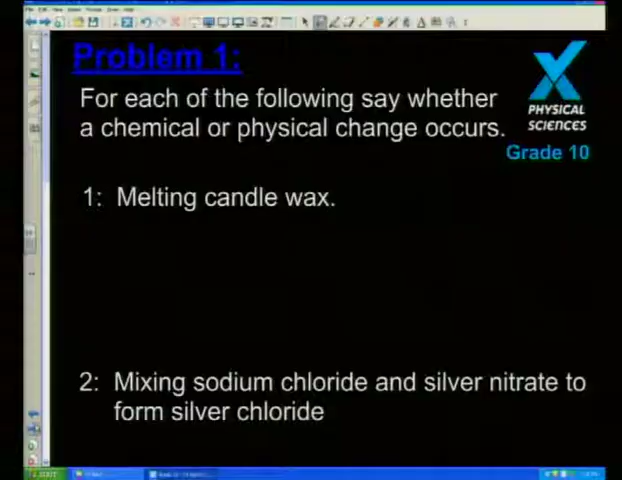 Problem 1:
For each of the following say whether
a chemical or physical change occurs.
PHYSICAL
SCIENCES
Grade 10
1: Melting candle wax.
2: Mixing sodium chloride and silver nitrate to
form silver chloride